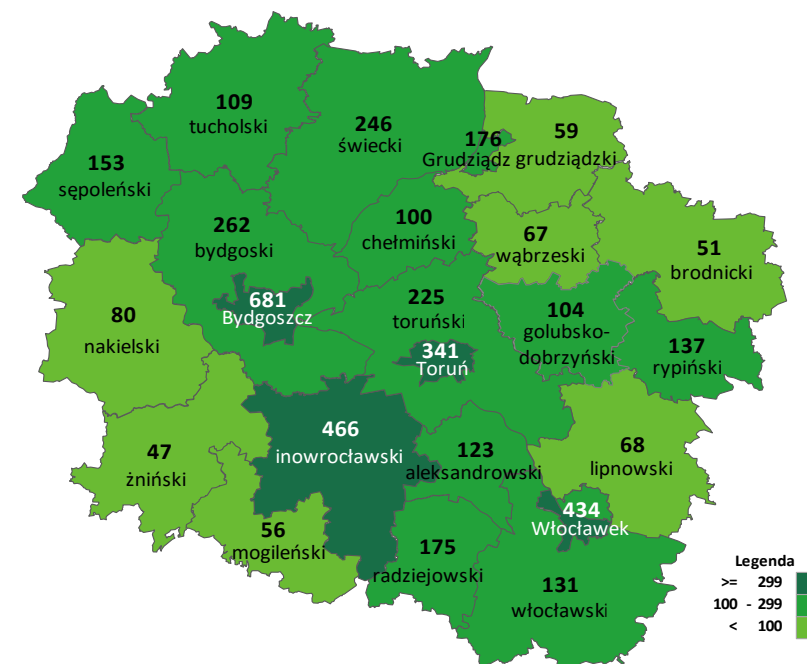 109
tucholski
246
świecki
176
Grudziądz
59
grudziądzki
153
sępoleński
262
bydgoski
100
chełmiński
67
wąbrzeski
51
brodnicki
681
Bydgoszcz
225
toruński
104
golubsko-
dobrzyński
80
nakielski
341
Toruń
137
rypiński
466
inowrocławski
47
żniński
123
aleksandrowski
68
lipnowski
434
Włocławek
56
mogileński
175
radziejowski
131
włocławski
Legenda
>= 299
100 - 299
< 100